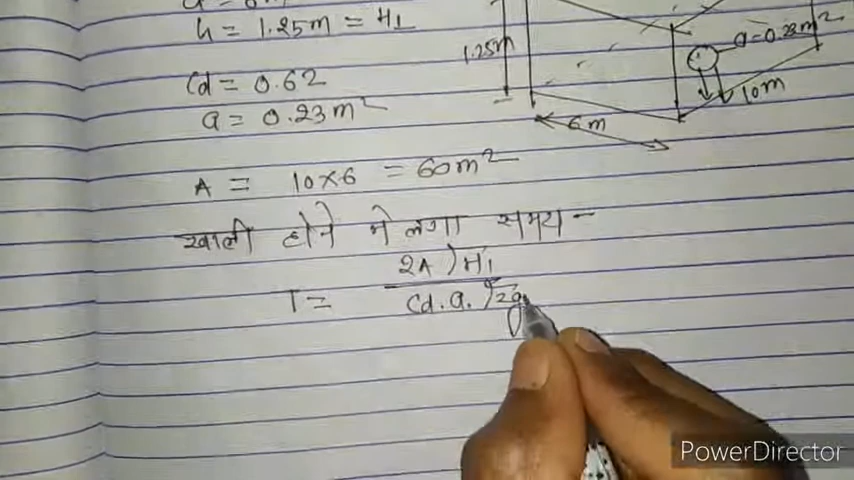 h = 1.25m = H1
1.25m
a = 0.23m²
Cd = 0.62
10m
a = 0.23m²
6m
A = 10×6 = 60m²
खाली होने मे लगा समय -
2A √H1
T =
Cd.a.√2g
PowerDirector